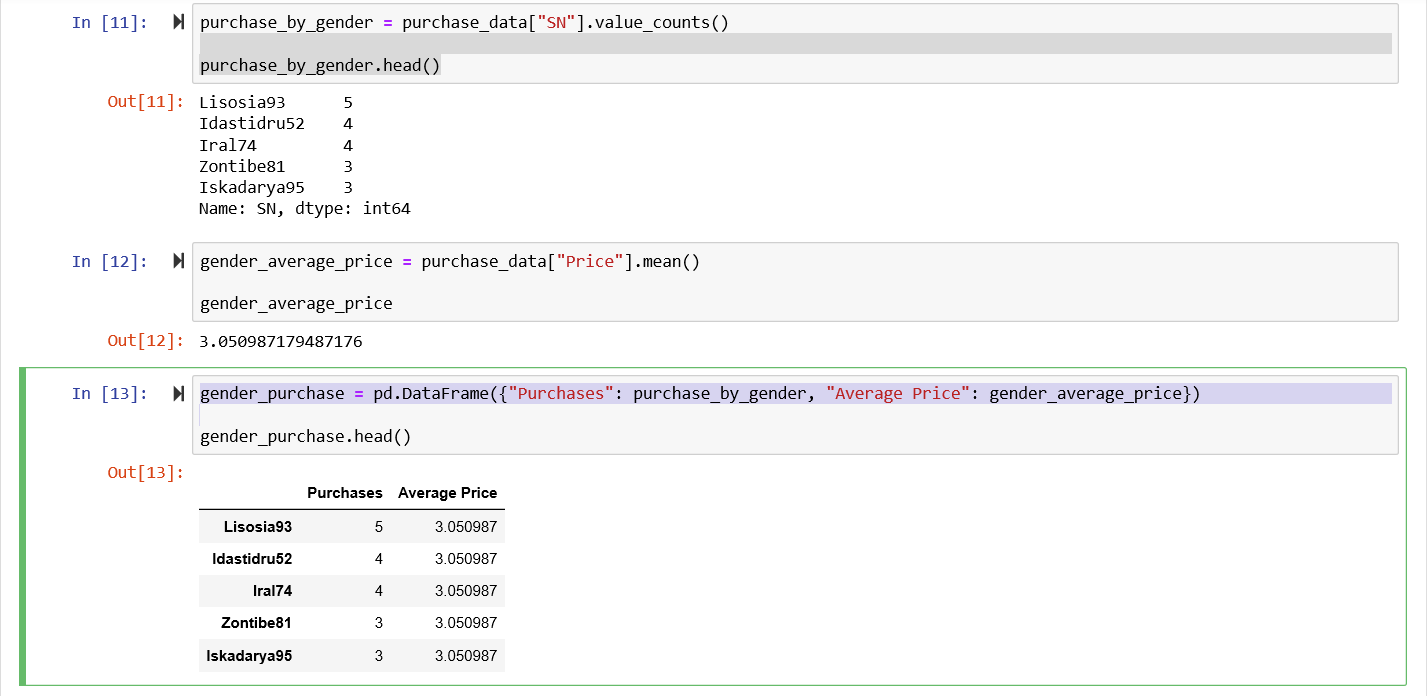 In [11]: purchase_by_gender = purchase_data["SN"].value_counts()
purchase_by_gender.head()
Out[11]: Lisosia93 5
Idastidru52 4
Iral74 4
Zontibe81 3
Iskadarya95 3
Name: SN, dtype: int64
In [12]: gender_average_price = purchase_data["Price"].mean()
gender_average_price
Out[12]: 3.050987179487176
In [13]: gender_purchase = pd.DataFrame({"Purchases": purchase_by_gender, "Average Price": gender_average_price})
gender_purchase.head()
Out[13]:
Purchases Average Price
Lisosia93 5 3.050987
Idastidru52 4 3.050987
Iral74 4 3.050987
Zontibe81 3 3.050987
Iskadarya95 3 3.050987